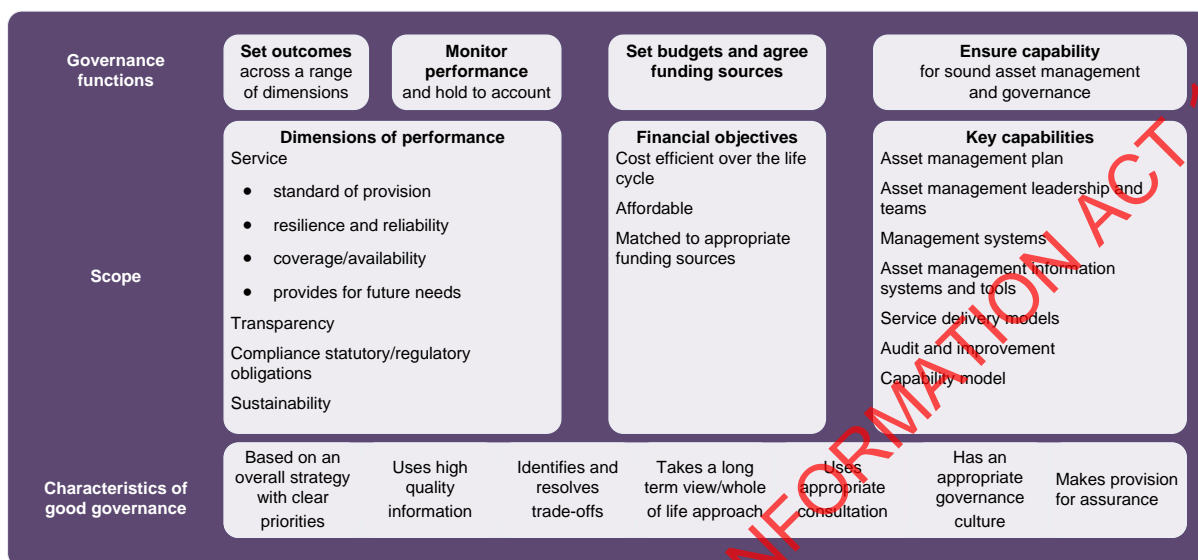 Governance
functions
Set outcomes
across a range
of dimensions
Monitor
performance
and hold to account
Set budgets and agree
funding sources
Ensure capability
for sound asset management
and governance
Scope
Dimensions of performance
Service
• standard of provision
• resilience and reliability
• coverage/availability
• provides for future needs
Transparency
Compliance statutory/regulatory
obligations
Sustainability
Financial objectives
Cost efficient over the life
cycle
Affordable
Matched to appropriate
funding sources
Key capabilities
Asset management plan
Asset management leadership and
teams
Management systems
Asset management information
systems and tools
Service delivery models
Audit and improvement
Capability model
Characteristics of
good governance
Based on an
overall strategy
with clear
priorities
Uses high
quality
information
Identifies and
resolves
trade-offs
Takes a long
term view/whole
of life approach
Uses
appropriate
consultation
Has an
appropriate
governance
culture
Makes provision
for assurance
INFORMATION ACT